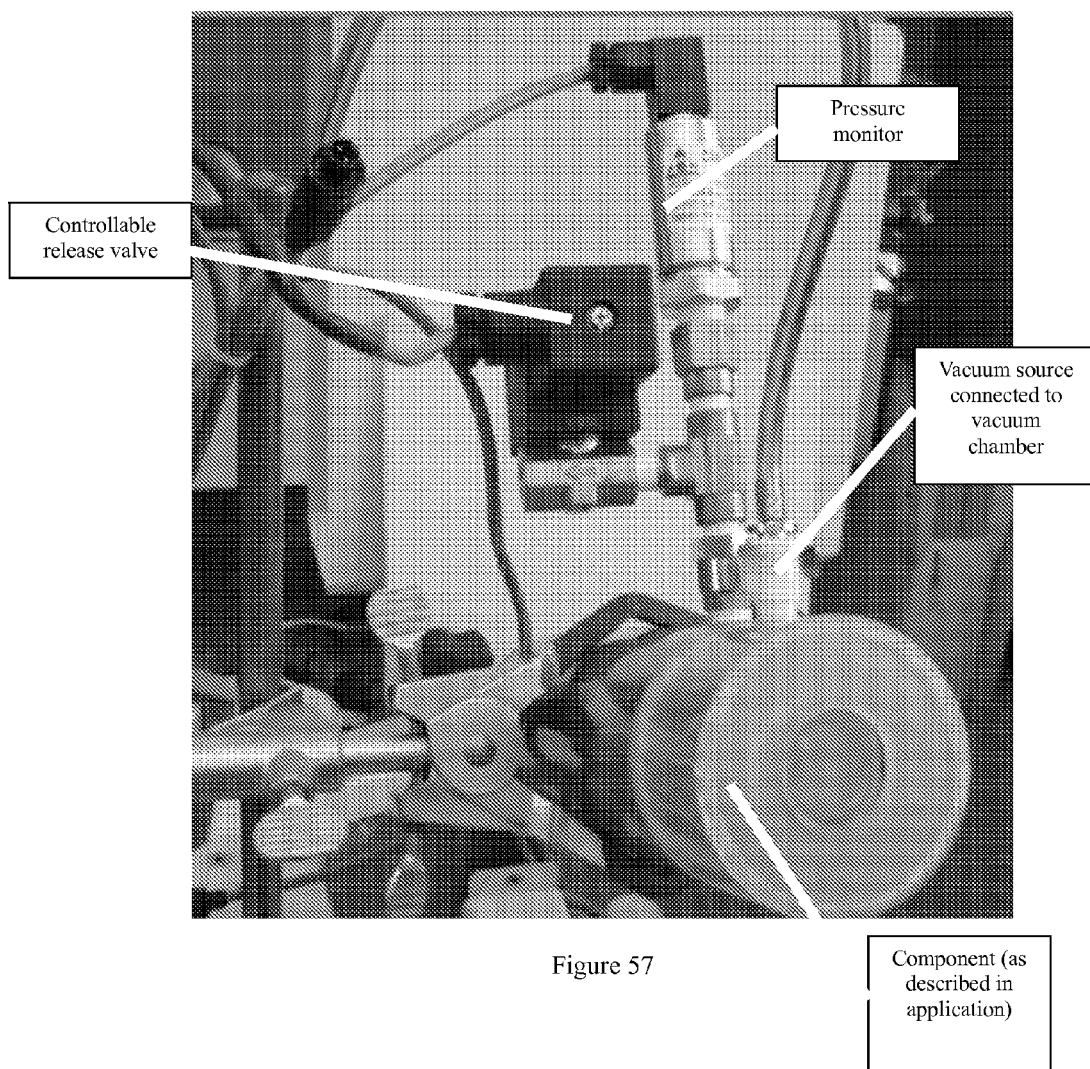 Pressure
monitor
Controllable
release valve
Vacuum source
connected to
vacuum
chamber
Figure 57
Component (as
described in
application)